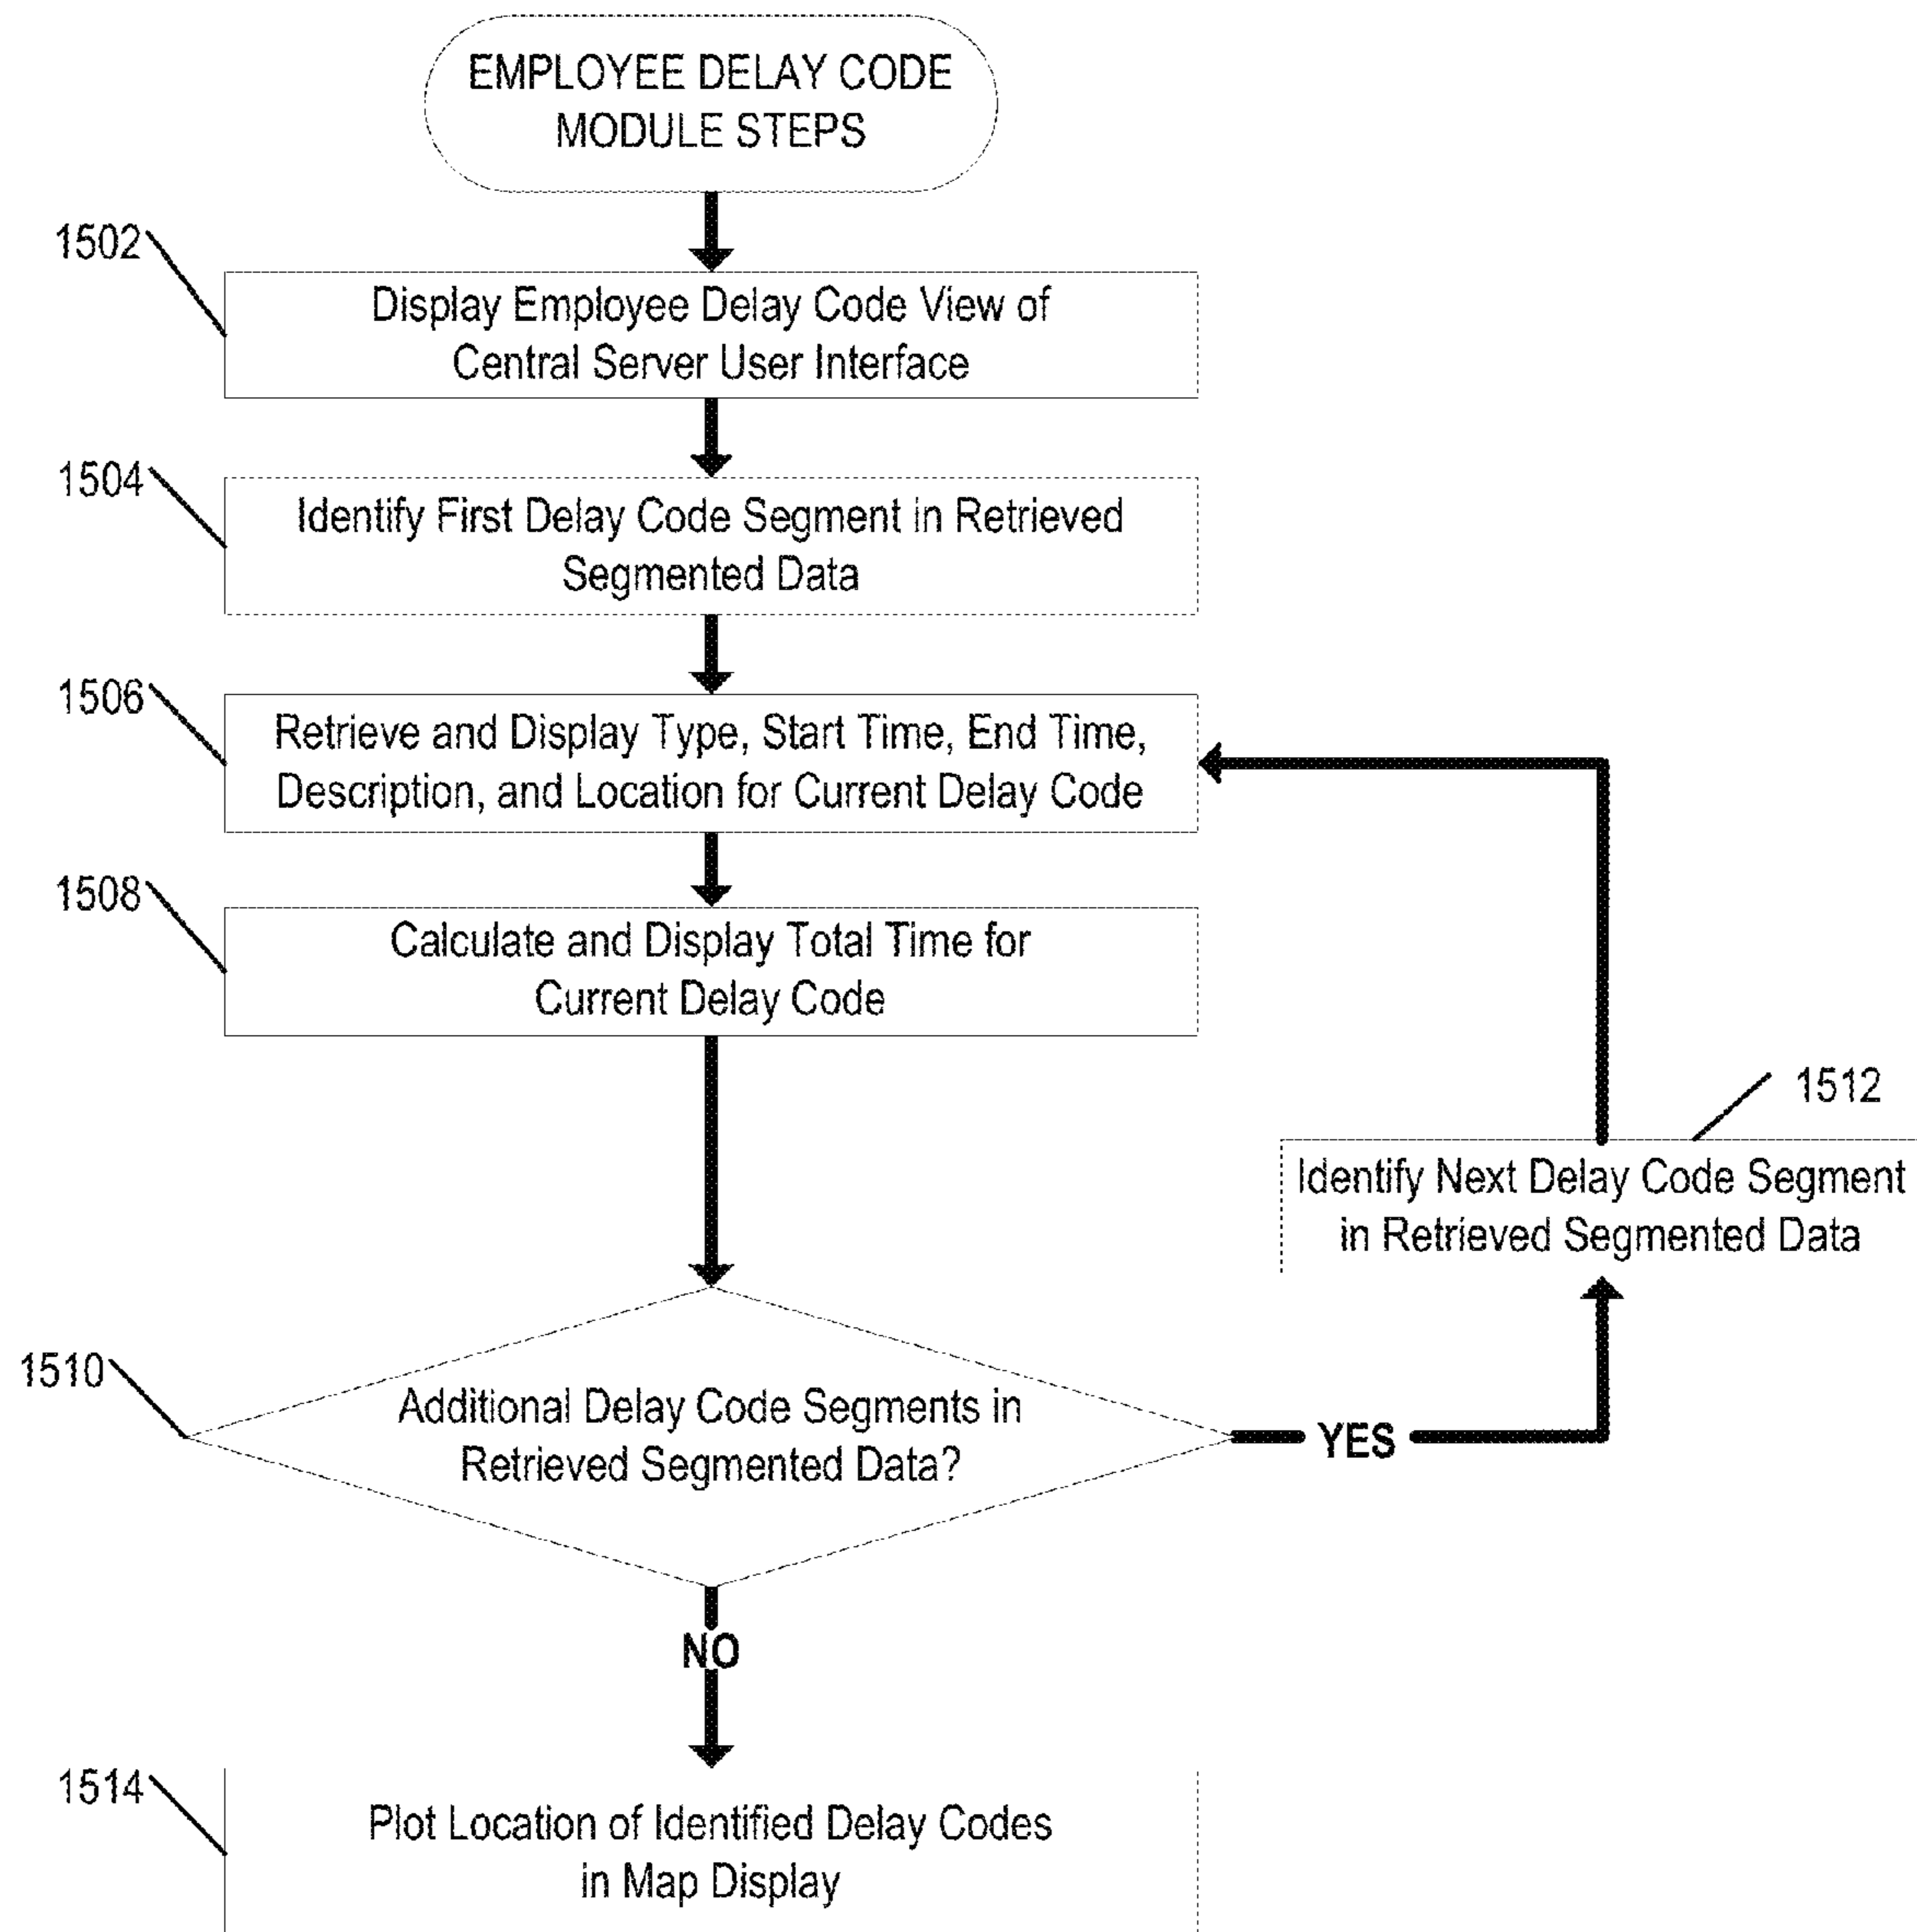 EMPLOYEE DELAY CODE
MODULE STEPS
1502
Display Employee Delay Code View of
Central Server User Interface
1504
Identify First Delay Code Segment in Retrieved
Segmented Data
1506
Retrieve and Display Type, Start Time, End Time,
Description, and Location for Current Delay Code
1508
Calculate and Display Total Time for
Current Delay Code
1512
Identify Next Delay Code Segment
in Retrieved Segmented Data
1510
Additional Delay Code Segments in
Retrieved Segmented Data?
YES
NO
1514
Plot Location of Identified Delay Codes
in Map Display